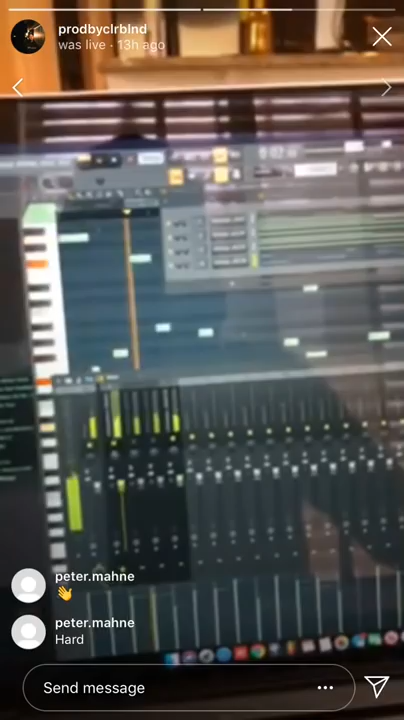 prodbyclrblnd
was live · 13h ago
peter.mahne
👋
peter.mahne
Hard
Send message